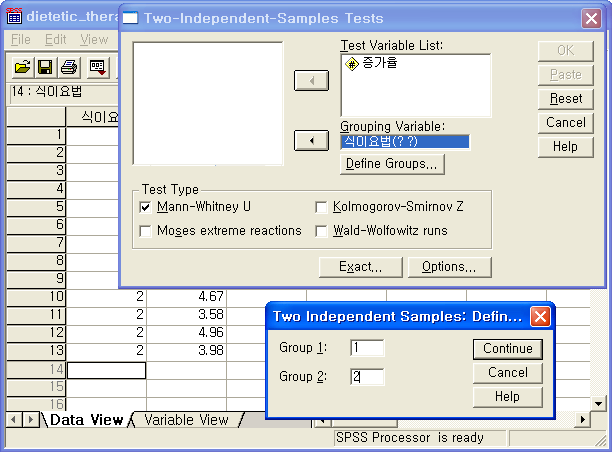 dietetic_thera
File Edit View
14 : 식이요법
식이요
1
2
3
4
5
6
7
8
9
10 2 4.67
11 2 3.58
12 2 4.96
13 2 3.98
14
15
16
Data View Variable View
SPSS Processor is ready
Two-Independent-Samples Tests
Test Variable List:
# 증가율
Grouping Variable:
식이요법(? ?)
Define Groups...
OK
Paste
Reset
Cancel
Help
Test Type
Mann-Whitney U Kolmogorov-Smirnov Z
Moses extreme reactions Wald-Wolfowitz runs
Exact... Options...
Two Independent Samples: Defin...
Group 1: 1
Group 2: 2
Continue
Cancel
Help